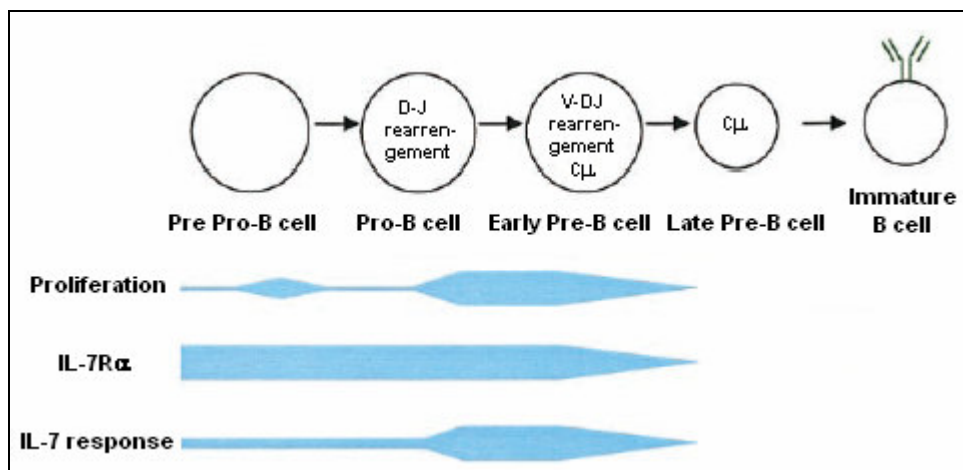 D-J
rearren-
gement
V-DJ
rearren-
gement
Cμ
Cμ
Pre Pro-B cell
Pro-B cell
Early Pre-B cell
Late Pre-B cell
Immature
B cell
Proliferation
IL-7Rα
IL-7 response